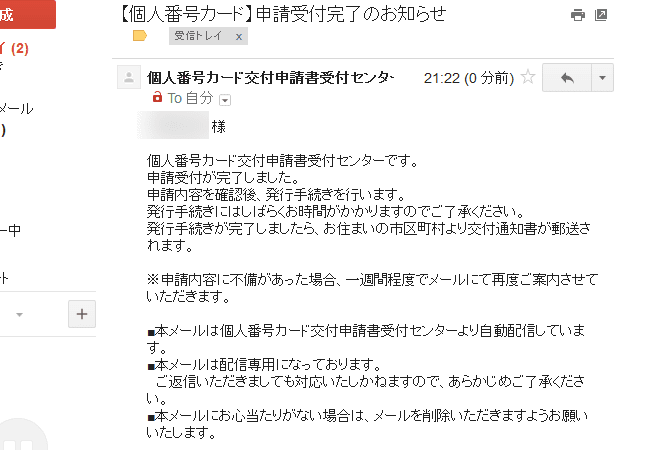 【個人番号カード】申請受付完了のお知らせ
成
受信トレイ x
イ (2)
個人番号カード交付申請書受付センター 21:22 (0 分前)
To 自分
メール
)
様
個人番号カード交付申請書受付センターです。
申請受付が完了しました。
申請内容を確認後、発行手続きを行います。
発行手続きにはしばらくお時間がかかりますのでご了承ください。
発行手続きが完了しましたら、お住まいの市区町村より交付通知書が郵送さ
れます。
ー中
※申請内容に不備があった場合、一週間程度でメールにて再度ご案内させて
いただきます。
ト
■本メールは個人番号カード交付申請書受付センターより自動配信していま
す。
■本メールは配信専用になっております。
ご返信いただきましても対応いたしかねますので、あらかじめご了承くださ
い。
■本メールにお心当たりがない場合は、メールを削除いただきますようお願い
いたします。